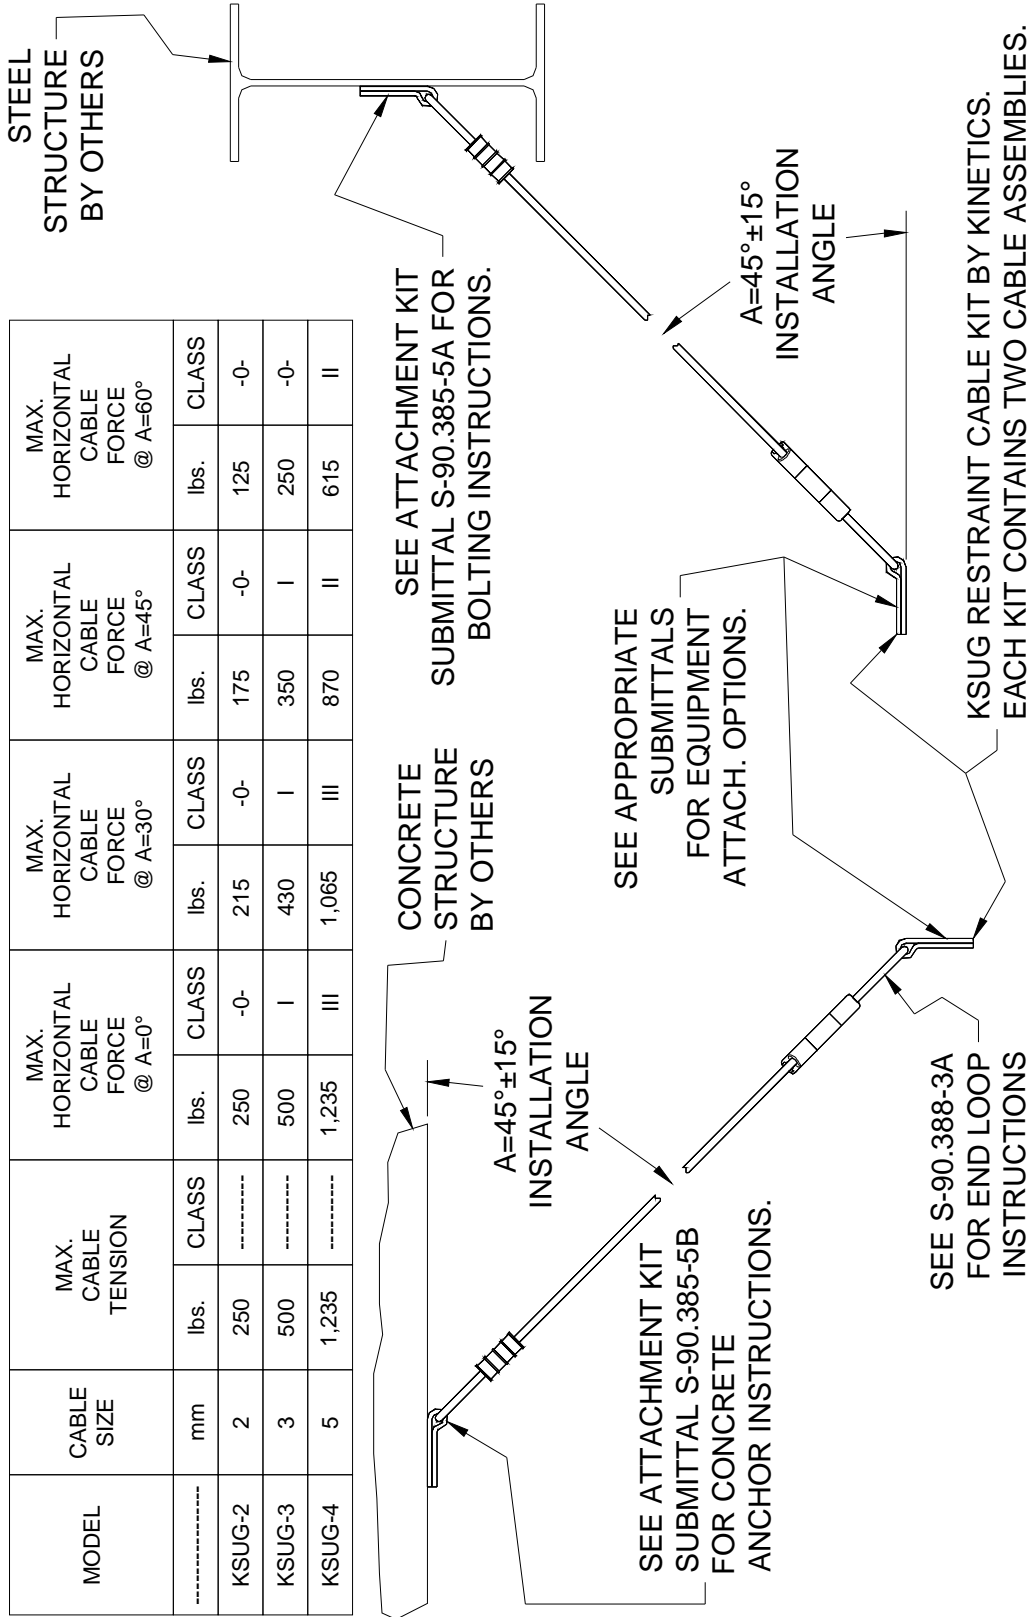 MODEL
CABLE
SIZE
MAX.
CABLE
TENSION
MAX.
HORIZONTAL
CABLE
FORCE
@ A=0°
MAX.
HORIZONTAL
CABLE
FORCE
@ A=30°
MAX.
HORIZONTAL
CABLE
FORCE
@ A=45°
MAX.
HORIZONTAL
CABLE
FORCE
@ A=60°
------------ mm lbs. CLASS lbs. CLASS lbs. CLASS lbs. CLASS lbs. CLASS
KSUG-2 2 250 ---------- 250 -0- 215 -0- 175 -0- 125 -0-
KSUG-3 3 500 ---------- 500 I 430 I 350 I 250 -0-
KSUG-4 5 1,235 ---------- 1,235 III 1,065 III 870 II 615 II
STEEL
STRUCTURE
BY OTHERS
CONCRETE
STRUCTURE
BY OTHERS
SEE ATTACHMENT KIT
SUBMITTAL S-90.385-5A FOR
BOLTING INSTRUCTIONS.
A=45°±15°
INSTALLATION
ANGLE
A=45°±15°
INSTALLATION
ANGLE
SEE ATTACHMENT KIT
SUBMITTAL S-90.385-5B
FOR CONCRETE
ANCHOR INSTRUCTIONS.
SEE APPROPRIATE
SUBMITTALS
FOR EQUIPMENT
ATTACH. OPTIONS.
SEE S-90.388-3A
FOR END LOOP
INSTRUCTIONS
KSUG RESTRAINT CABLE KIT BY KINETICS.
EACH KIT CONTAINS TWO CABLE ASSEMBLIES.